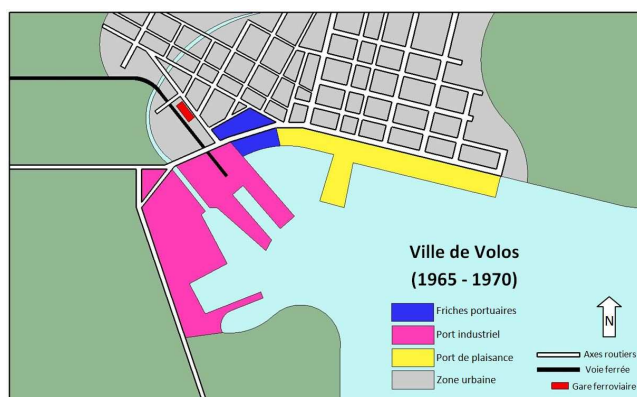 Ville de Volos
(1965 - 1970)
Friches portuaires
Port industriel
Port de plaisance
Zone urbaine
N
Axes routiers
Voie ferrée
Gare ferroviaire